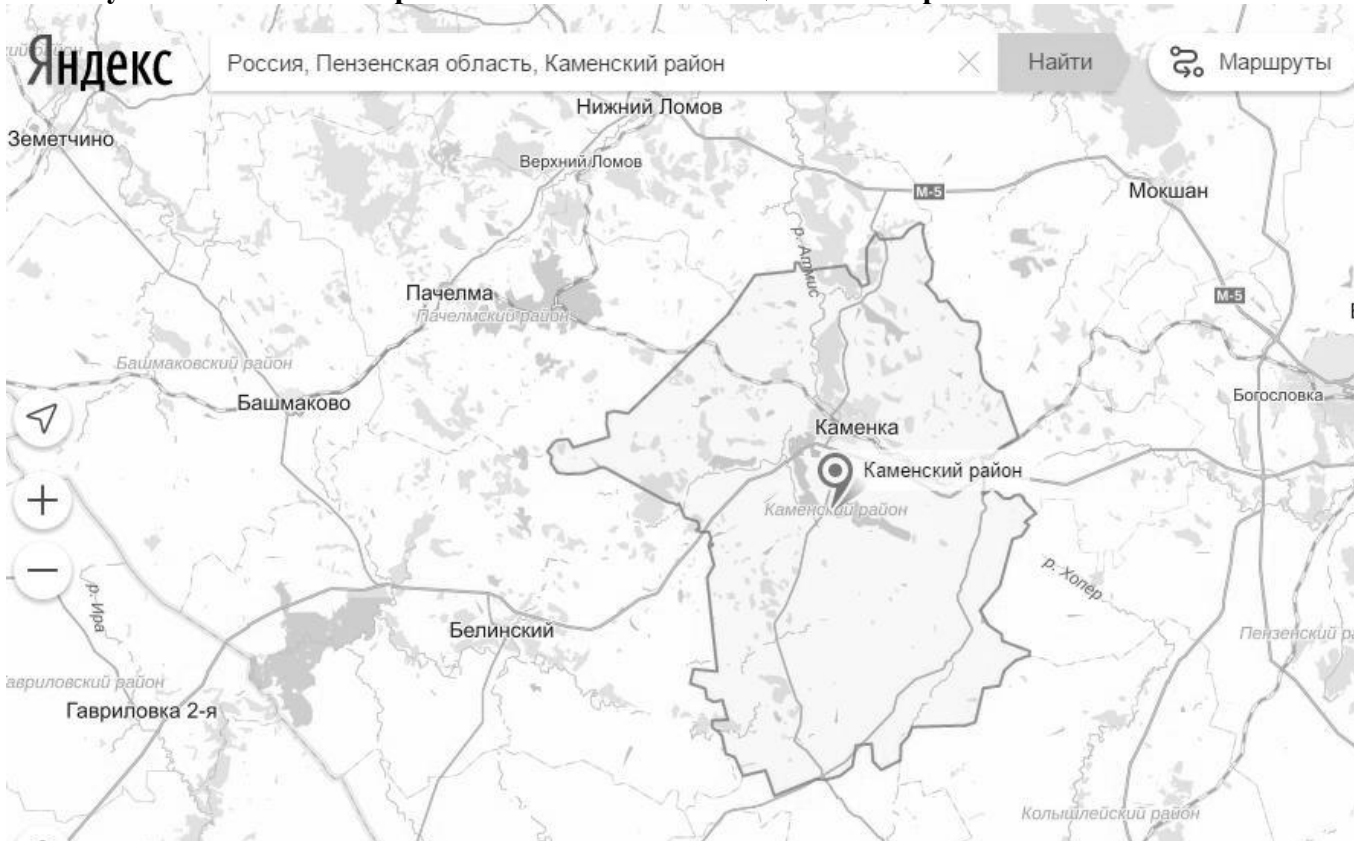 Яндекс
Россия, Пензенская область, Каменский район
Найти
Маршруты
Нижний Ломов
Земетчино
Верхний Ломов
М-5
Мокшан
р. Атмис
Пачелма
Пачелмский район
М-5
Башмаковский район
Башмаково
Богословка
Каменка
Каменский район
Каменский район
р. Хопер
р. Ира
Белинский
Пензенский
авриловский район
Гавриловка 2-я
Колышлейский район